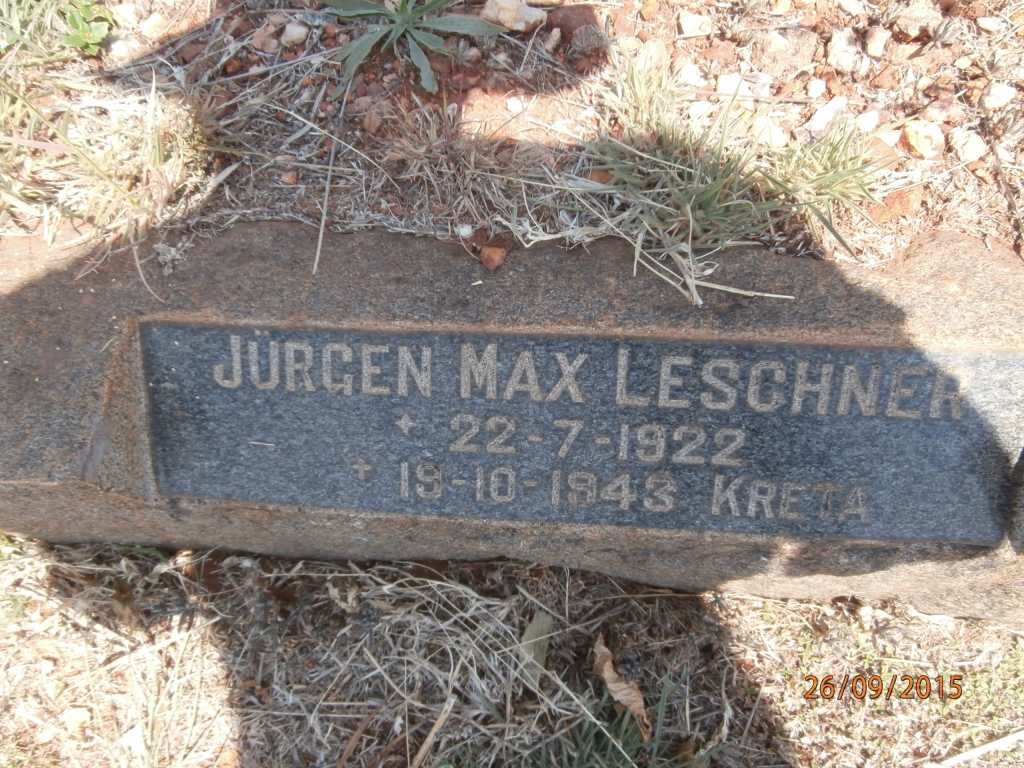 JÜRGEN MAX LESCHNER
+ 22-7-1922
+ 19-10-1943 KRETA
26/09/2015